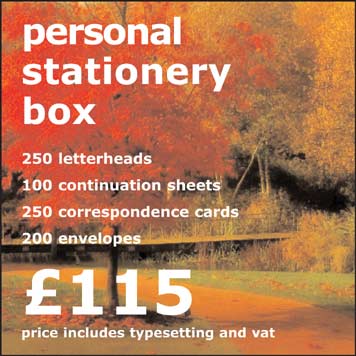 personal
stationery
box
250 letterheads
100 continuation sheets
250 correspondence cards
200 envelopes
£115
price includes typesetting and vat